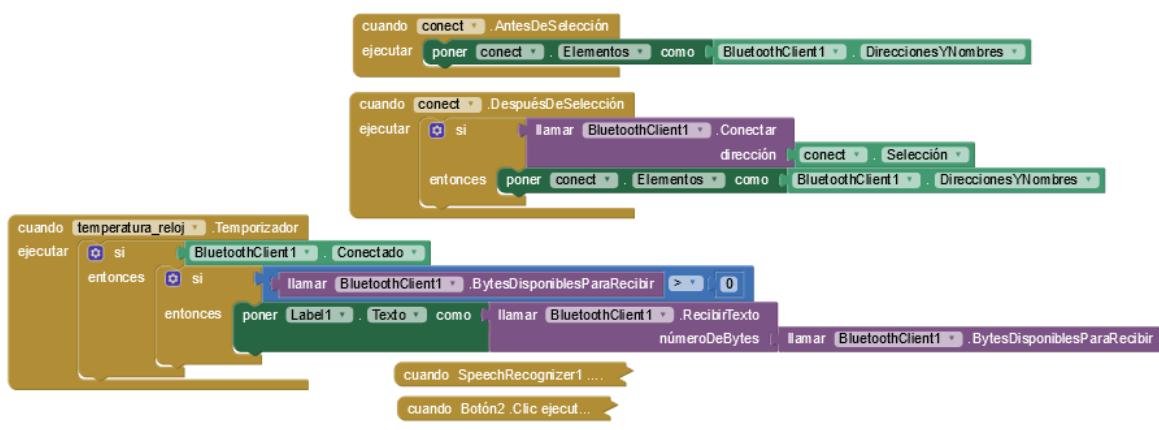 cuando conect .AntesDeSelección
ejecutar poner conect . Elementos como BluetoothClient1 . DireccionesYNombres
cuando conect .DespuésDeSelección
ejecutar si llamar BluetoothClient1 .Conectar
dirección conect . Selección
entonces poner conect . Elementos como BluetoothClient1 . DireccionesYNombres
cuando temperatura_reloj .Temporizador
ejecutar si BluetoothClient1 . Conectado
entonces si llamar BluetoothClient1 .BytesDisponiblesParaRecibir > 0
entonces poner Label1 . Texto como llamar BluetoothClient1 .RecibirTexto
númeroDeBytes llamar BluetoothClient1 .BytesDisponiblesParaRecibir
cuando SpeechRecognizer1 ....
cuando Botón2 .Clic ejecut...